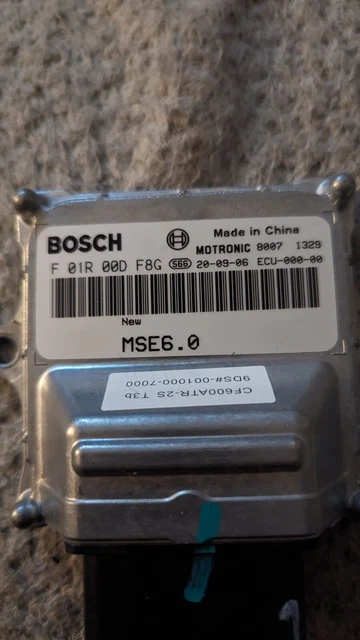 BOSCH
Made in China
MOTRONIC 8007 1329
F 01R 00D F8G 566 20-09-06 ECU-000-00
New
MSE6.0
CF600ATR-2S T3b
9DS#-001000-7000